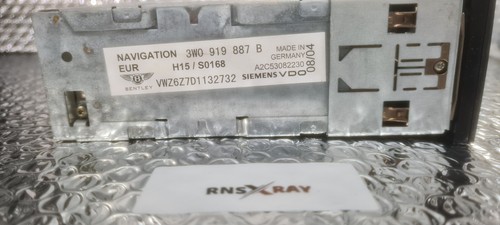 NAVIGATION 3W0 919 887 B
EUR H15 / S0168
MADE IN
GERMANY
A2C53082230
BENTLEY VWZ6Z7D1132732 SIEMENS VDO 08/04
RNSXRAY